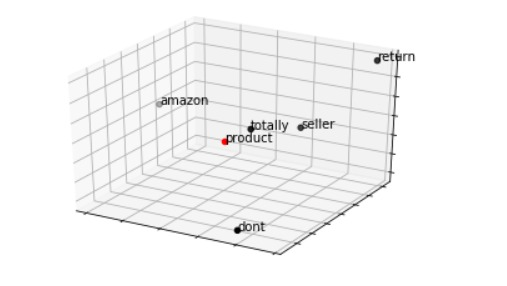 return
amazon
totally
seller
product
dont